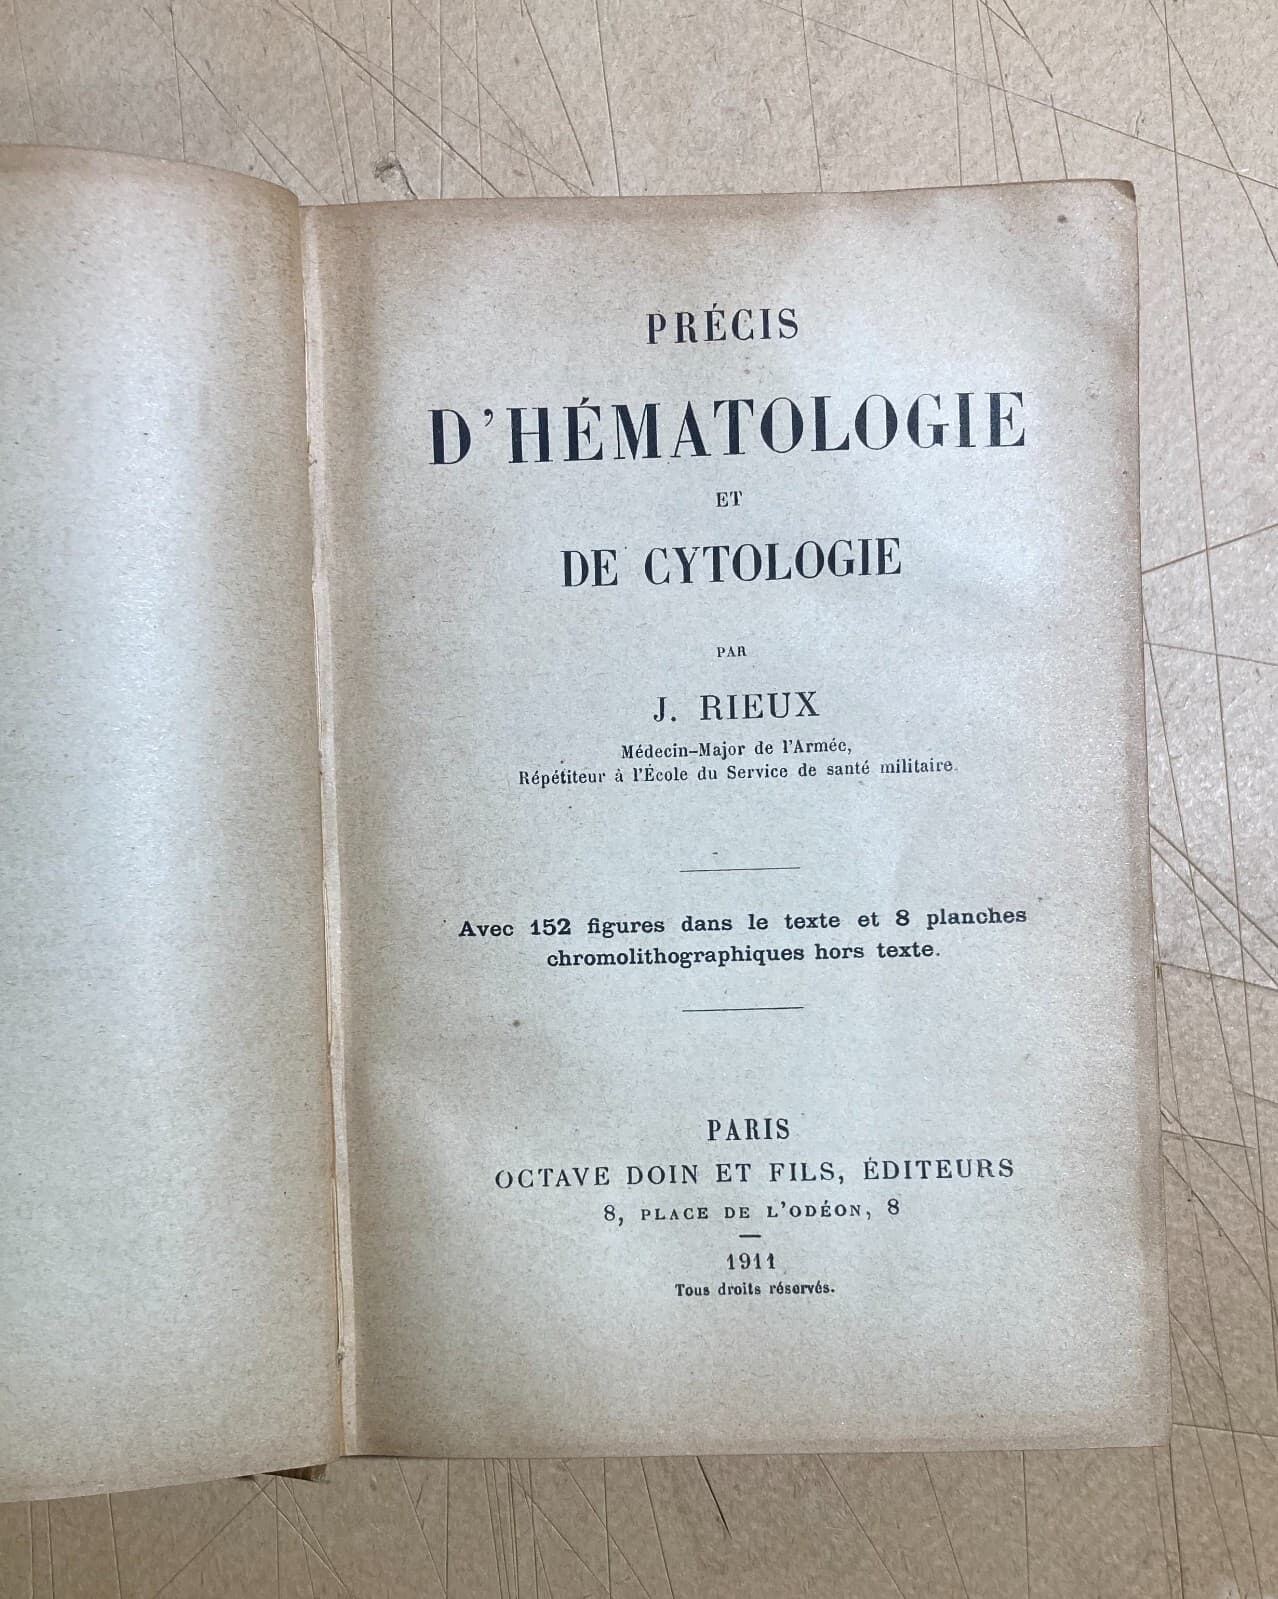 PRÉCIS
D'HÉMATOLOGIE
ET
DE CYTOLOGIE
PAR
J. RIEUX
Médecin-Major de l'Armée,
Répétiteur à l'École du Service de santé militaire.
Avec 152 figures dans le texte et 8 planches
chromolithographiques hors texte.
PARIS
OCTAVE DOIN ET FILS, ÉDITEURS
8, PLACE DE L'ODÉON, 8
1911
Tous droits réservés.